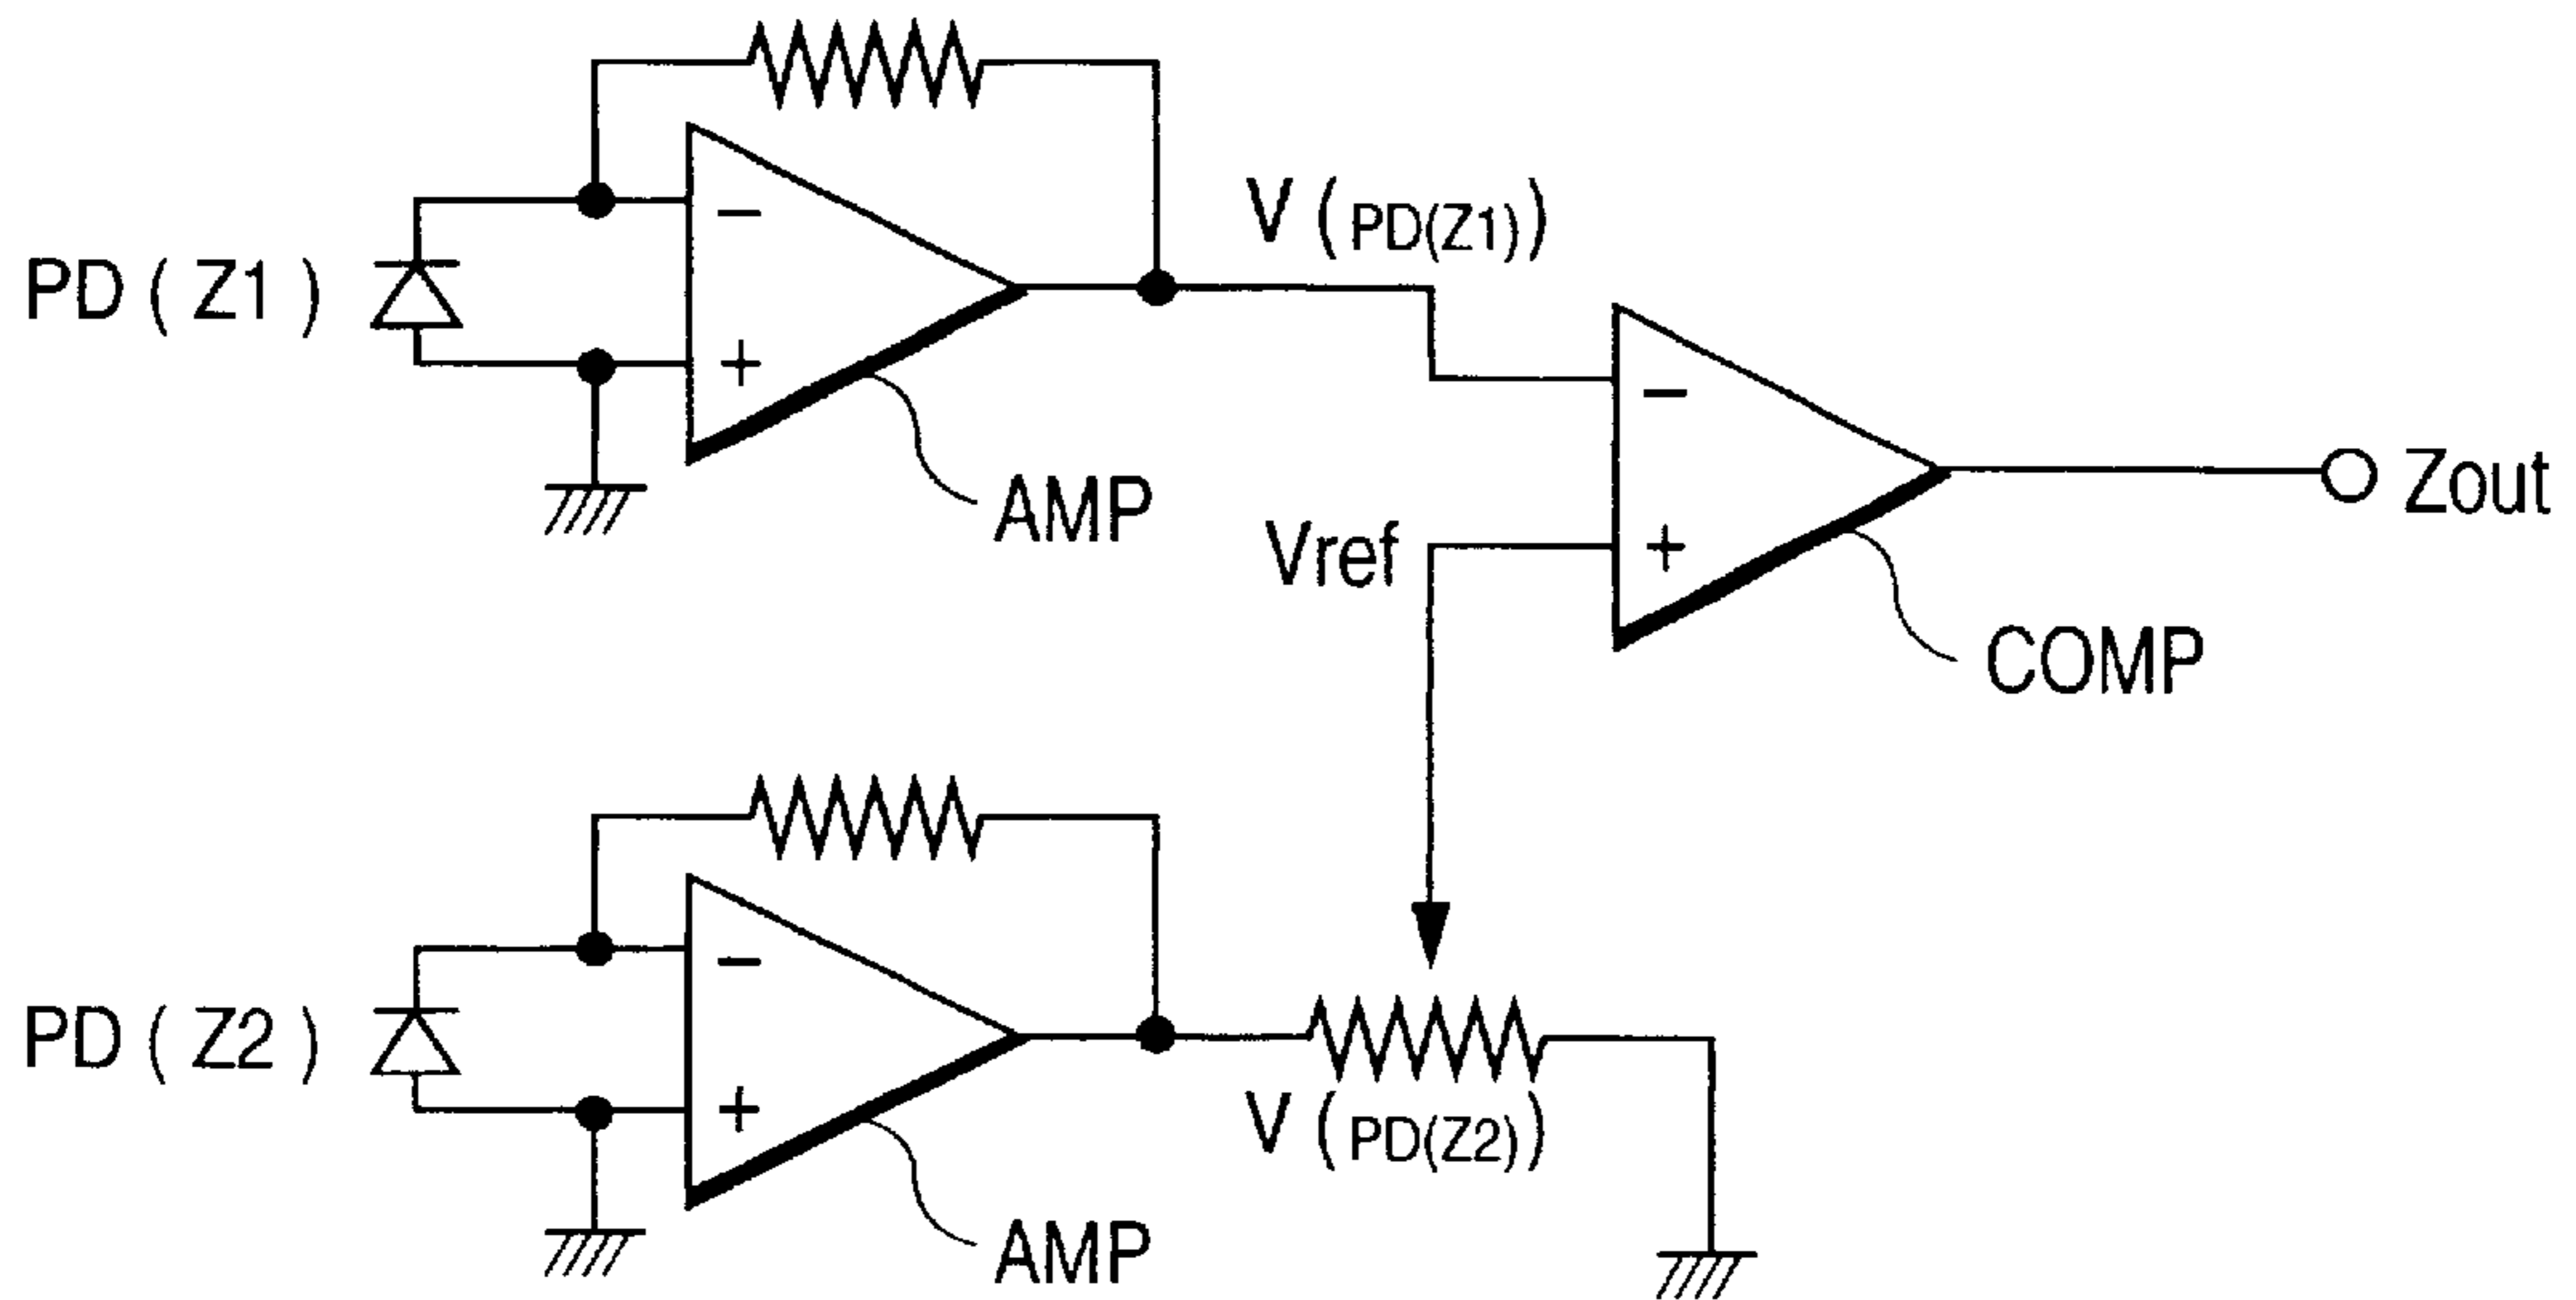 V (PD(Z1))
−
PD ( Z1 )
+
−
AMP
Zout
Vref
+
COMP
−
PD ( Z2 )
+
V (PD(Z2))
AMP